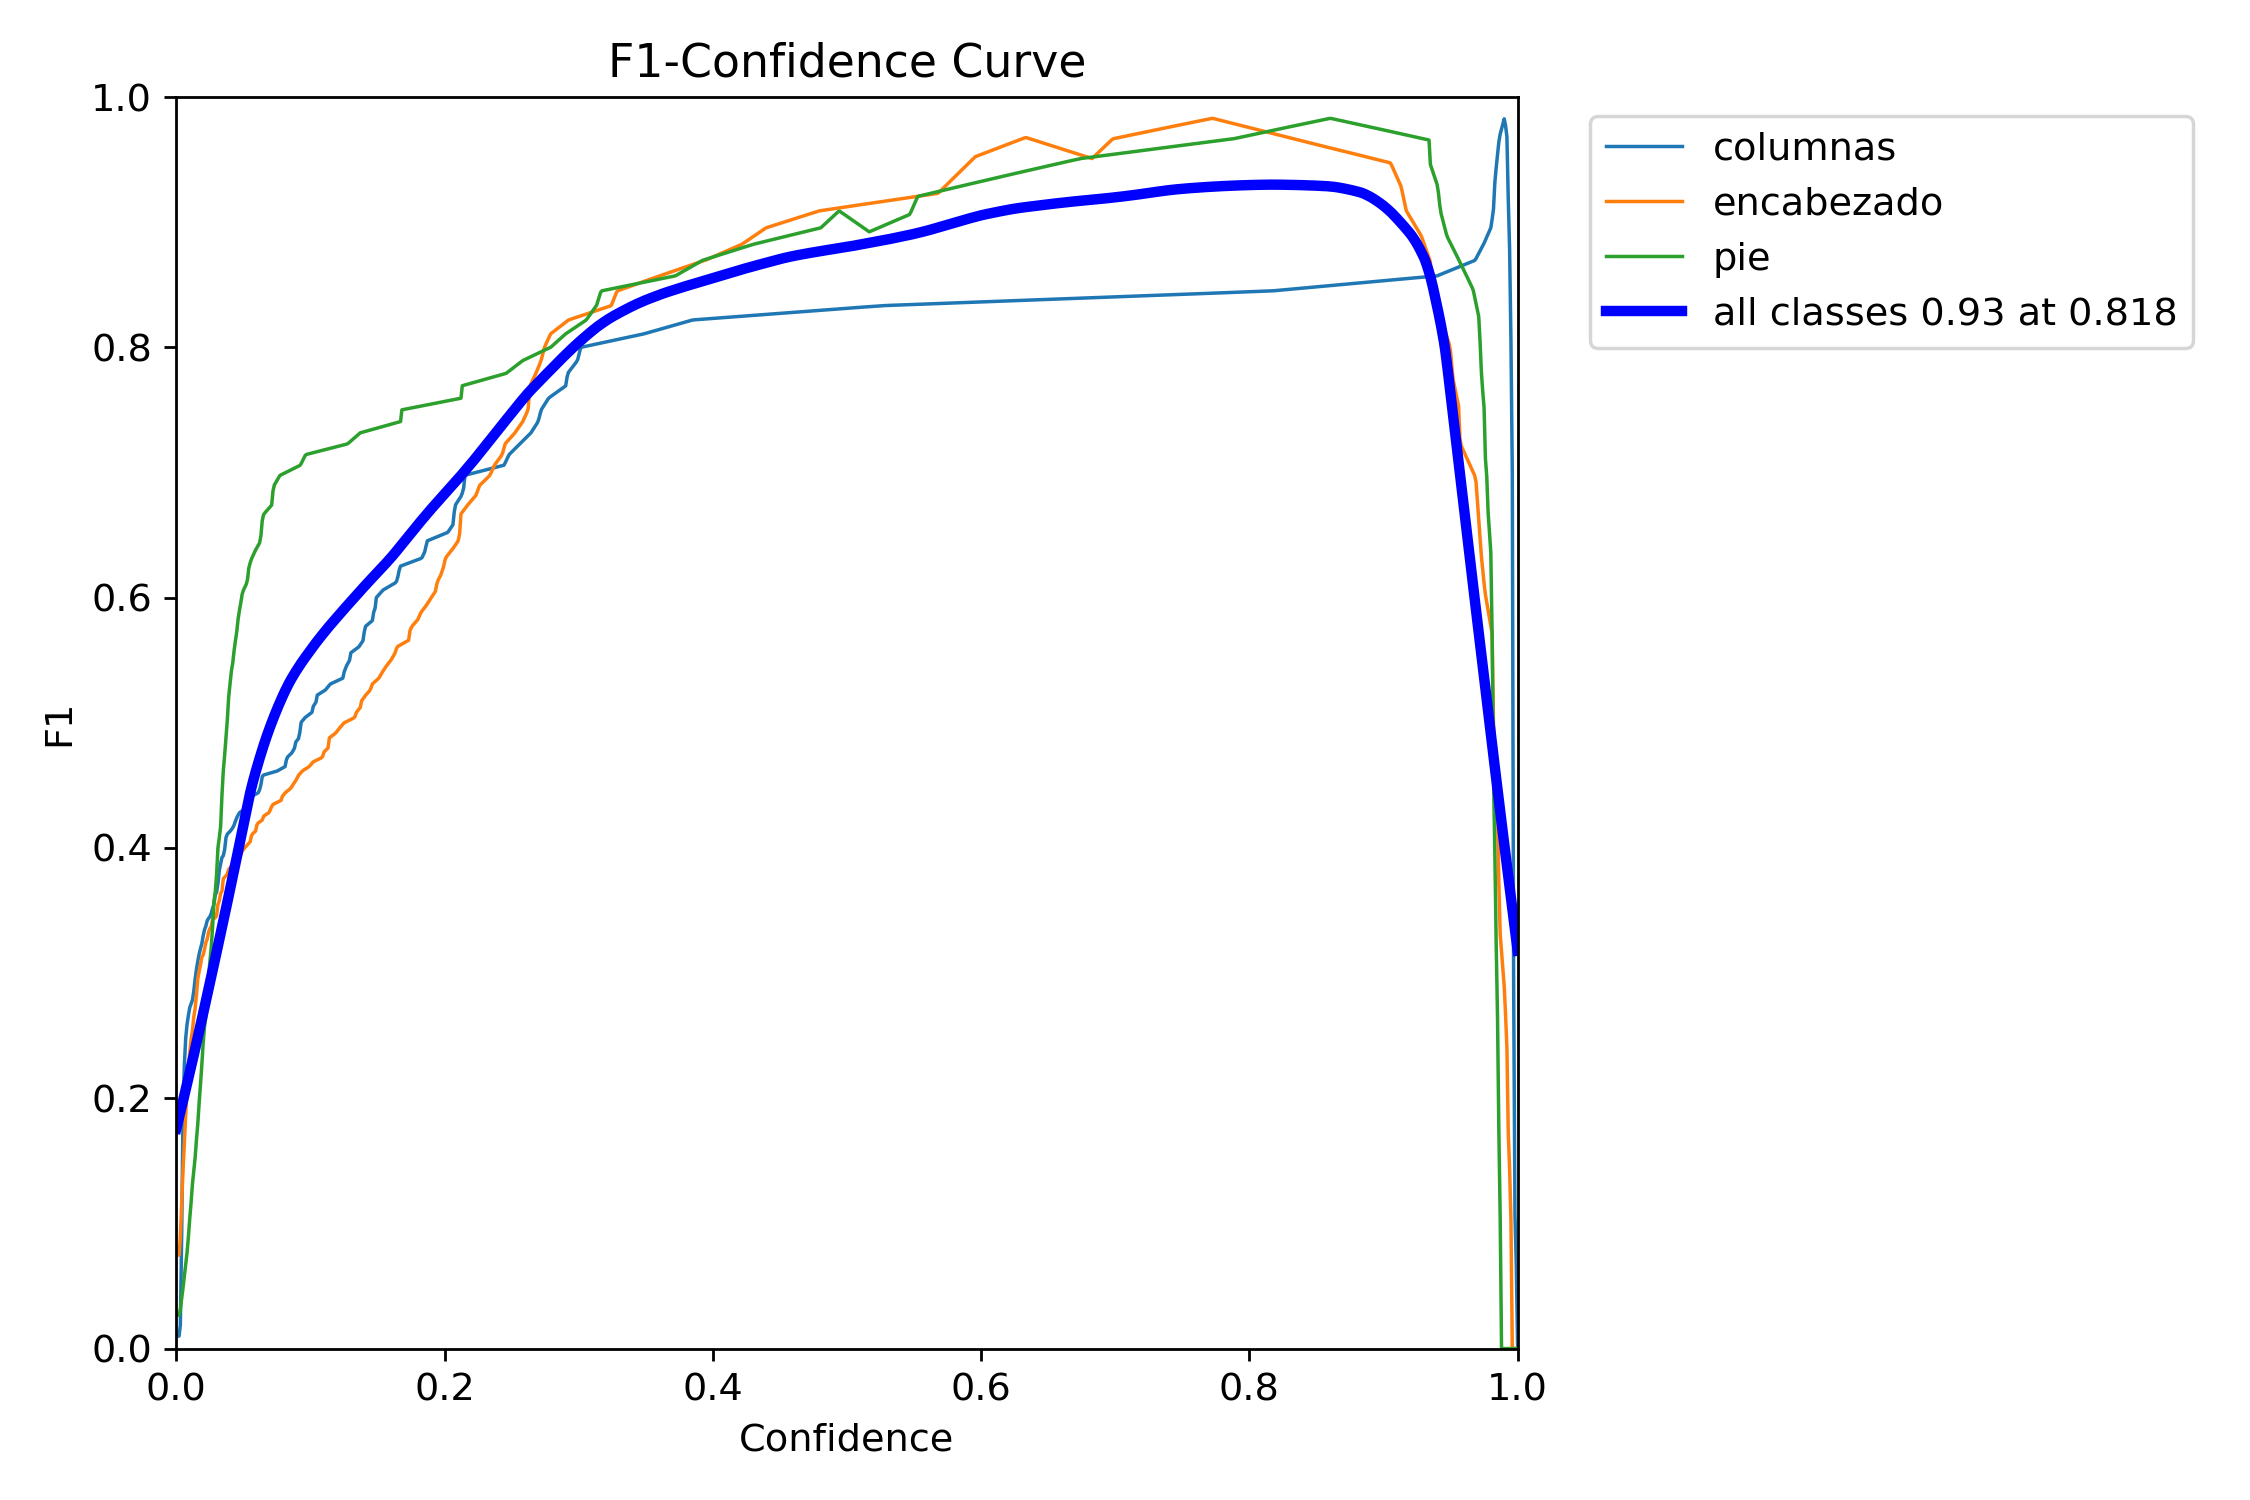 F1-Confidence Curve
1.0
0.8
0.6
0.4
0.2
0.0
F1
0.0 0.2 0.4 0.6 0.8 1.0
Confidence
columnas
encabezado
pie
all classes 0.93 at 0.818